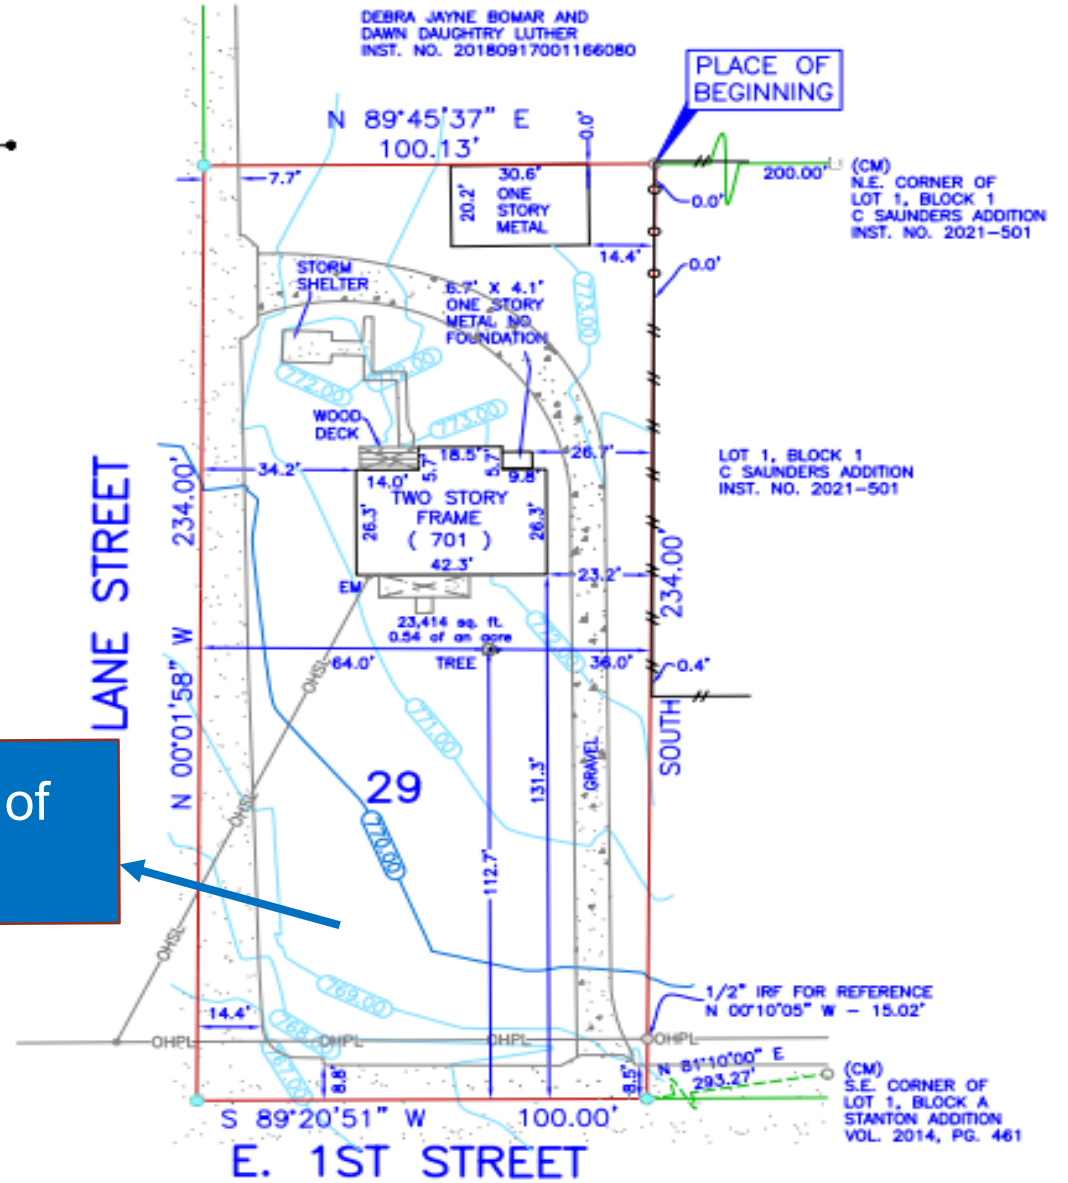 DEBRA JAYNE BOMAR AND
DAWN DAUGHTRY LUTHER
INST. NO. 20180917001166080
PLACE OF
BEGINNING
N 89°45'37" E
100.13'
0.0'
200.00'
(CM)
N.E. CORNER OF
LOT 1, BLOCK 1
C SAUNDERS ADDITION
INST. NO. 2021-501
7.7'
30.6'
20.2'
ONE
STORY
METAL
0.0'
14.4'
0.0'
STORM
SHELTER
6.7' X 4.1'
ONE STORY
METAL NO
FOUNDATION
773.00
772.00
773.00
WOOD
DECK
34.2'
18.5'
5.7'
5.7'
26.7'
14.0'
9.8'
LOT 1, BLOCK 1
C SAUNDERS ADDITION
INST. NO. 2021-501
TWO STORY
FRAME
( 701 )
26.3'
26.3'
42.3'
23.2'
EM
23,414 sq. ft.
0.54 of an acre
772.00
64.0'
TREE
36.0'
0.4'
LANE STREET
N 00°01'58" W
234.00'
SOUTH
234.00'
OHSL
771.00
GRAVEL
131.3'
29
of
OHSL
770.00
112.7'
OHSL
769.00
1/2" IRF FOR REFERENCE
N 00°10'05" W - 15.02'
14.4'
768.00
OHPL
OHPL
OHPL
OHPL
767.00
8.8'
8.5'
N 81°10'00" E
293.27'
(CM)
S.E. CORNER OF
LOT 1, BLOCK A
STANTON ADDITION
VOL. 2014, PG. 461
S 89°20'51" W
100.00'
E. 1ST STREET